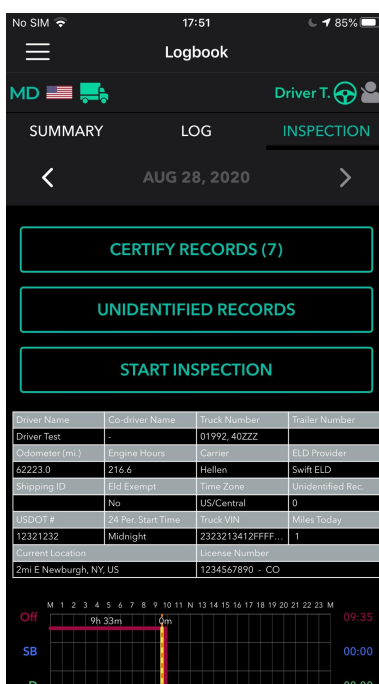 No SIM 17:51 85%
Logbook
MD Driver T.
SUMMARY LOG INSPECTION
AUG 28, 2020
CERTIFY RECORDS (7)
UNIDENTIFIED RECORDS
START INSPECTION
Driver Name Co-driver Name Truck Number Trailer Number
Driver Test - 01992, 40ZZZ
Odometer (mi.) Engine Hours Carrier ELD Provider
62223.0 216.6 Hellen Swift ELD
Shipping ID Eld Exempt Time Zone Unidentified Rec.
No US/Central 0
USDOT # 24 Per. Start Time Truck VIN Miles Today
12321232 Midnight 2323213412FFFF... 1
Current Location License Number
2mi E Newburgh, NY, US 1234567890 - CO
M 1 2 3 4 5 6 7 8 9 10 11 N 13 14 15 16 17 18 19 20 21 22 23 M
Off 9h 33m 0m 09:35
SB 00:00
D 00:00